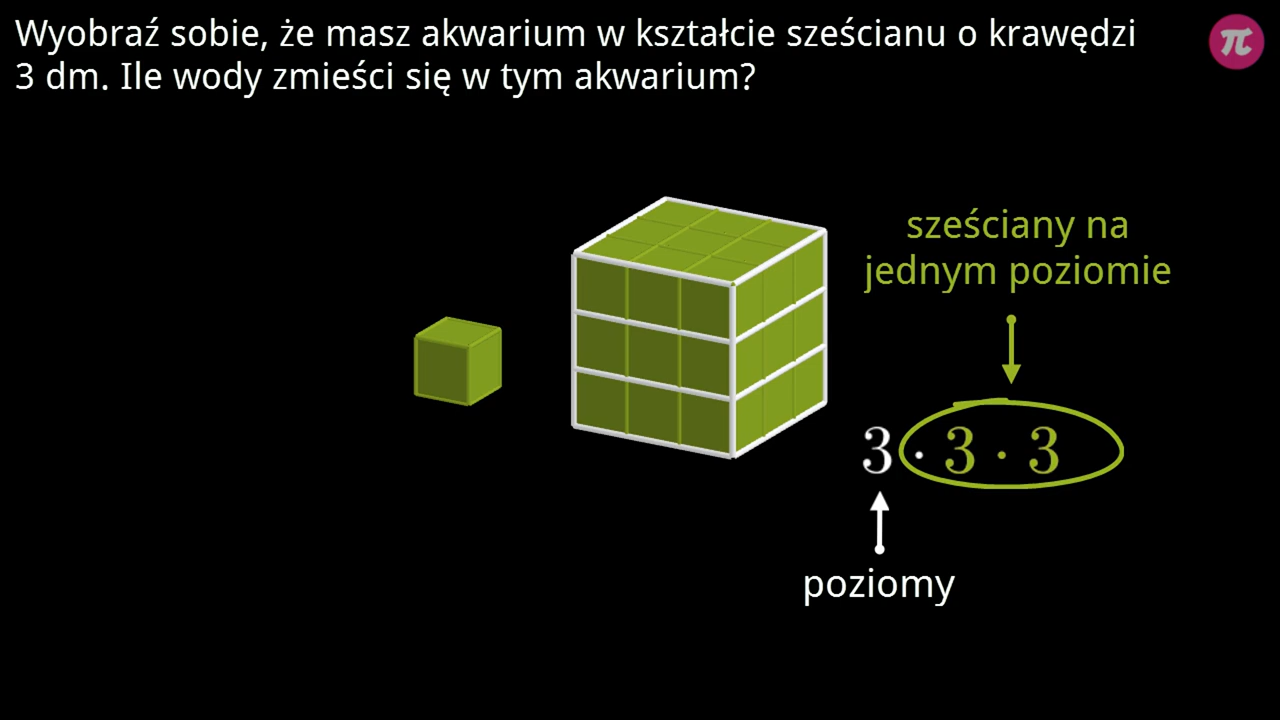 Wyobraź sobie, że masz akwarium w kształcie sześcianu o krawędzi
3 dm. Ile wody zmieści się w tym akwarium?
π
sześciany na
jednym poziomie
3 · 3 · 3
poziomy